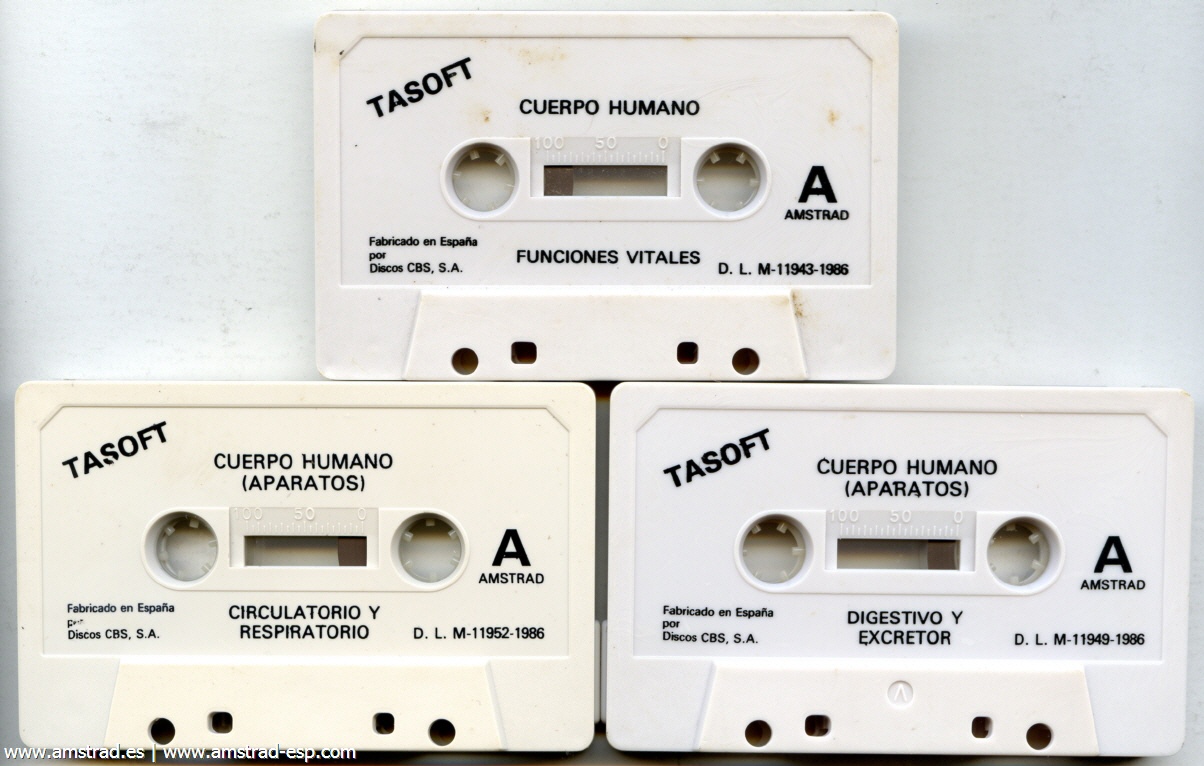 TASOFT
CUERPO HUMANO
100 50 0
A
AMSTRAD
Fabricado en España
por
Discos CBS, S.A.
FUNCIONES VITALES
D. L. M-11943-1986
TASOFT
CUERPO HUMANO
(APARATOS)
100 50 0
A
AMSTRAD
Fabricado en España
Discos CBS, S.A.
CIRCULATORIO Y
RESPIRATORIO
D. L. M-11952-1986
TASOFT
CUERPO HUMANO
(APARATOS)
100 50 0
A
AMSTRAD
Fabricado en España
por
Discos CBS, S.A.
DIGESTIVO Y
EXCRETOR
D. L. M-11949-1986
www.amstrad.es | www.amstrad-esp.com